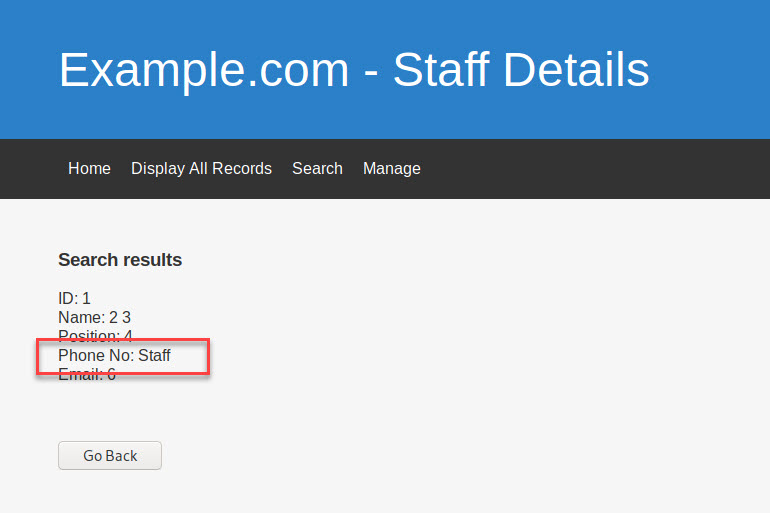 Example.com - Staff Details
Home Display All Records Search Manage
Search results
ID: 1
Name: 2 3
Position: 4
Phone No: Staff
Email: 6
Go Back